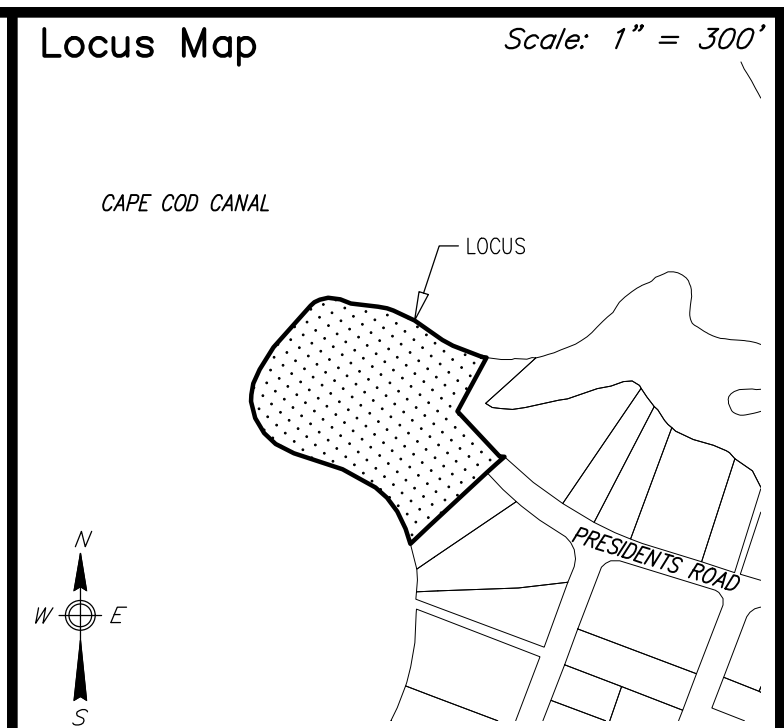 Locus Map
Scale: 1" = 300'
CAPE COD CANAL
LOCUS
PRESIDENTS ROAD
N
W E
S